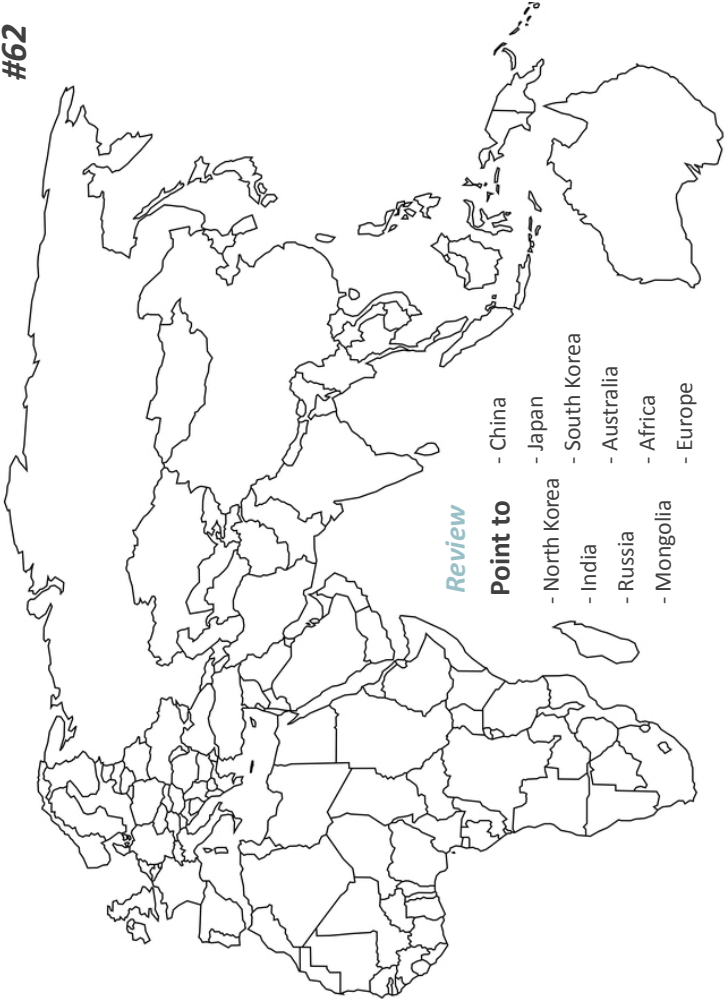 #62
Review
Point to
- North Korea
- India
- Russia
- Mongolia
- China
- Japan
- South Korea
- Australia
- Africa
- Europe